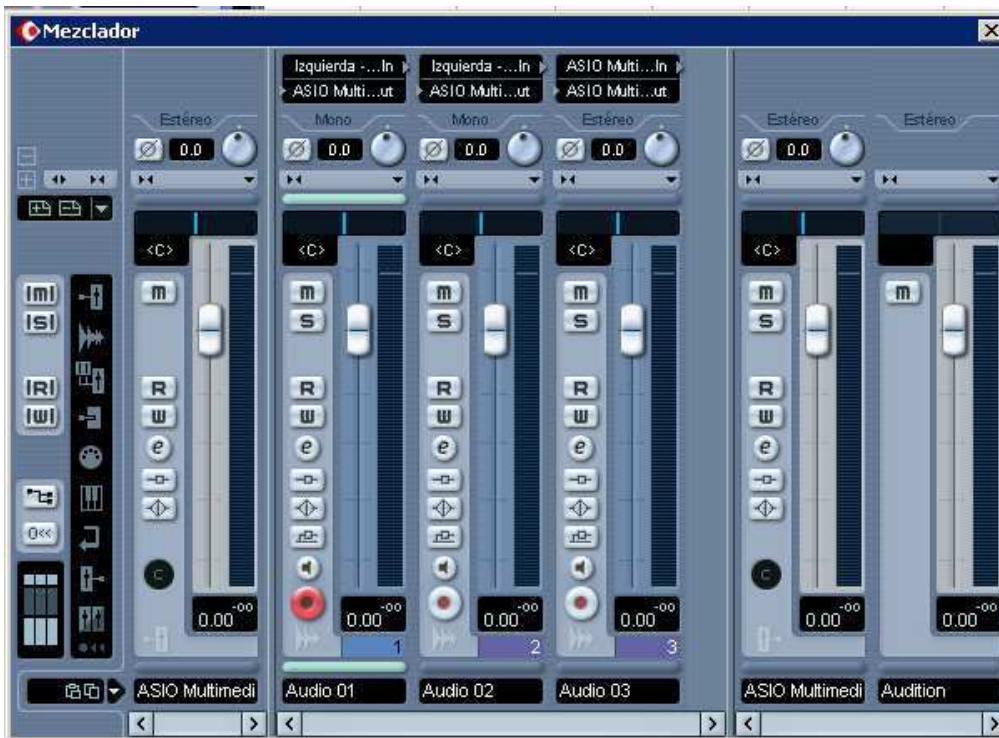 Mezclador
Izquierda -...In Izquierda -...In ASIO Multi...In
ASIO Multi...ut ASIO Multi...ut ASIO Multi...ut
Estéreo Mono Mono Estéreo Estéreo Estéreo
0.0 0.0 0.0 0.0 0.0
<C> <C> <C> <C> <C>
m m m m m m
S S S S
R R R R R
W W W W W
e e e e e
|m|
|S|
|R|
|W|
0<<
C C
-oo -oo -oo -oo -oo -oo
0.00 0.00 0.00 0.00 0.00 0.00
1 2 3
ASIO Multimedi Audio 01 Audio 02 Audio 03 ASIO Multimedi Audition